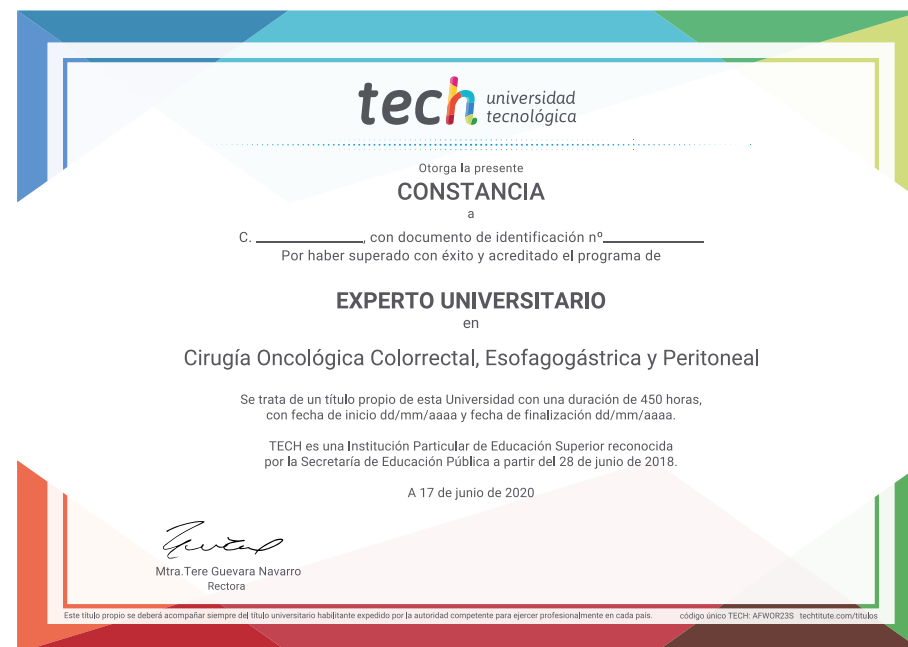 tech universidad
tecnológica
Otorga la presente
CONSTANCIA
a
C. ____________, con documento de identificación nº____________
Por haber superado con éxito y acreditado el programa de
EXPERTO UNIVERSITARIO
en
Cirugía Oncológica Colorrectal, Esofagogástrica y Peritoneal
Se trata de un título propio de esta Universidad con una duración de 450 horas,
con fecha de inicio dd/mm/aaaa y fecha de finalización dd/mm/aaaa.
TECH es una Institución Particular de Educación Superior reconocida
por la Secretaría de Educación Pública a partir del 28 de junio de 2018.
A 17 de junio de 2020
Mtra.Tere Guevara Navarro
Rectora
Este título propio se deberá acompañar siempre del título universitario habilitante expedido por la autoridad competente para ejercer profesionalmente en cada país. código único TECH: AFWOR23S techtitute.com/titulos